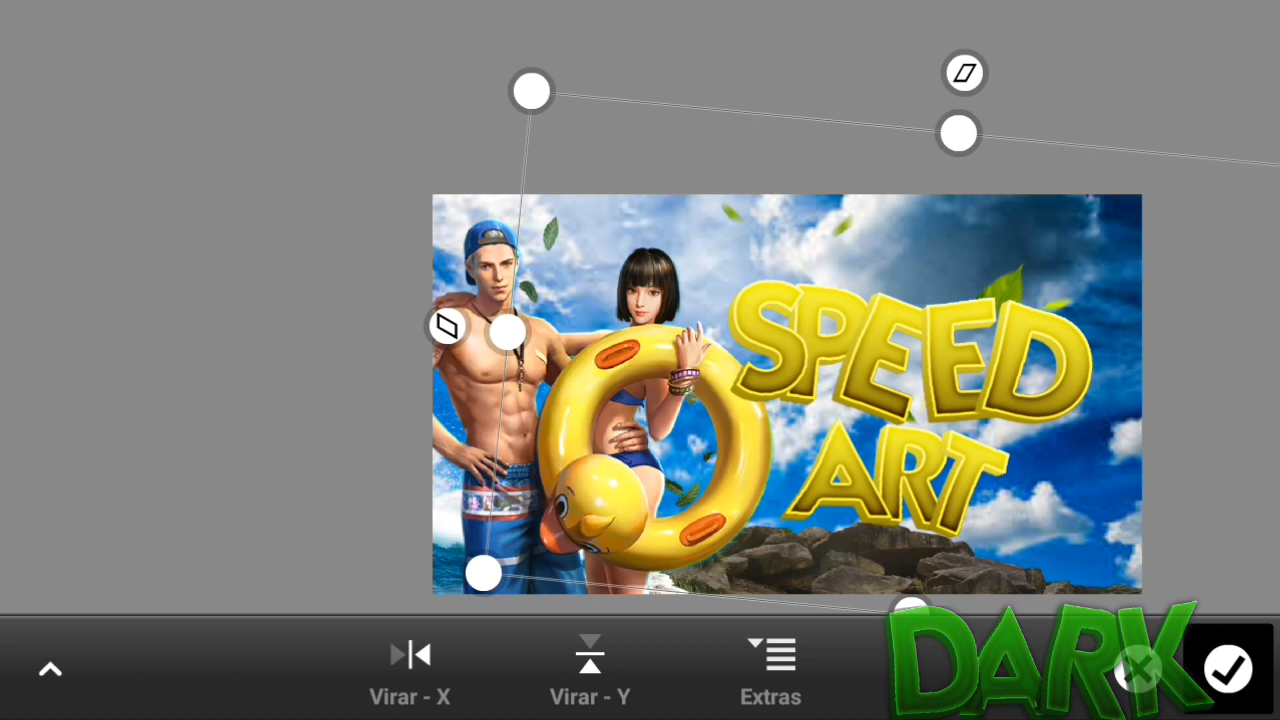 SPEED
ART
DARK
Virar - X
Virar - Y
Extras